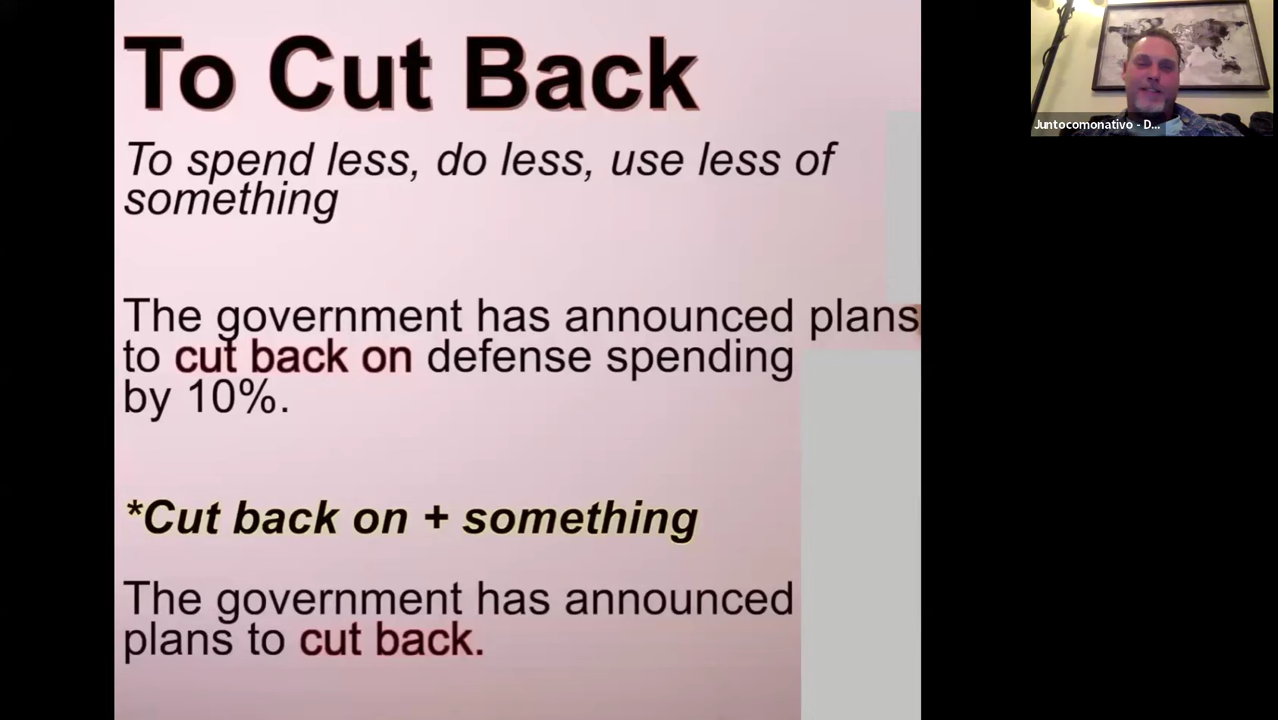 To Cut Back
To spend less, do less, use less of
something
The government has announced plans
to cut back on defense spending
by 10%.
*Cut back on + something
The government has announced
plans to cut back.
Juntocomonativo - D...